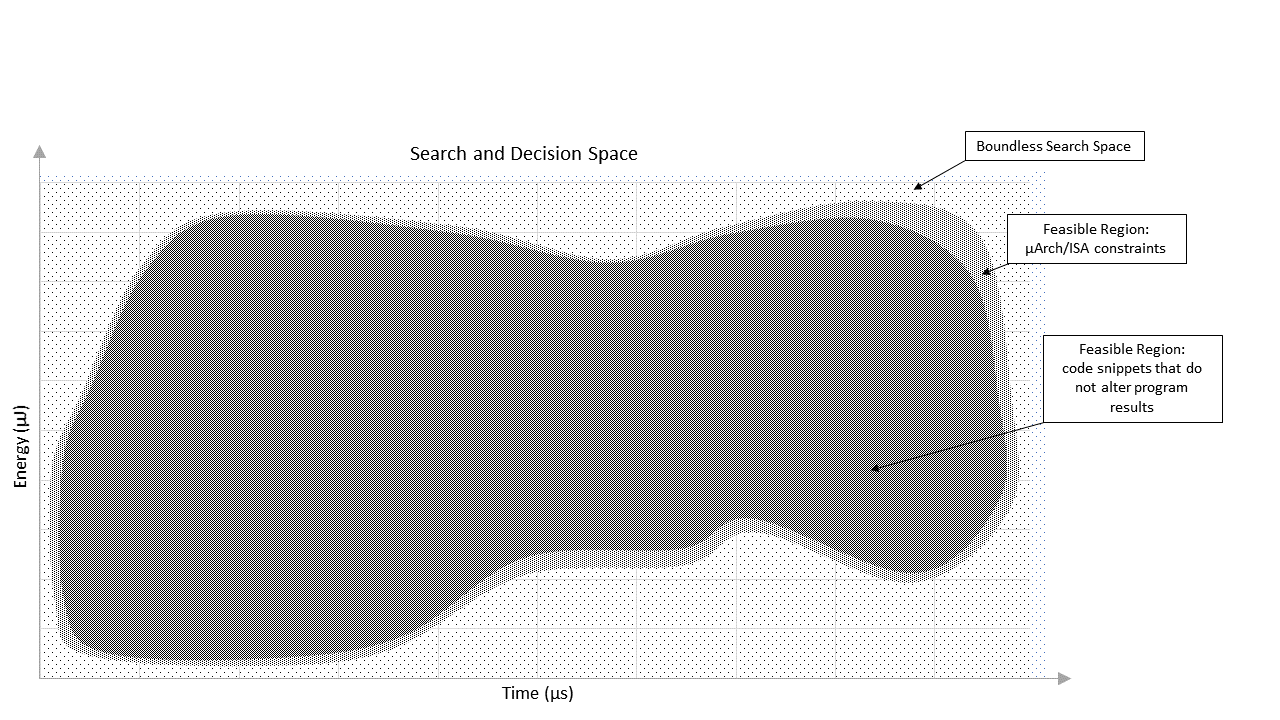 Search and Decision Space
Boundless Search Space
Feasible Region:
µArch/ISA constraints
Feasible Region:
code snippets that do
not alter program
results
Energy (µJ)
Time (µs)